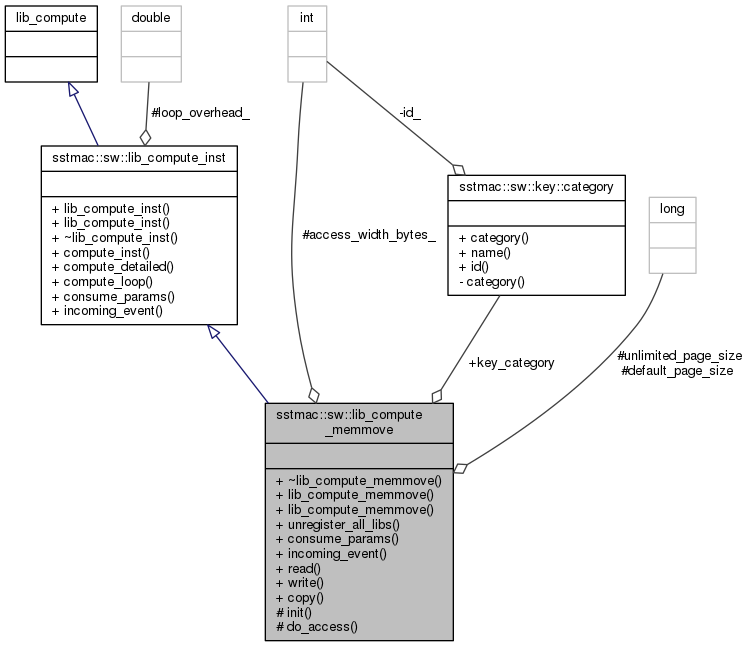 lib_compute
double
int
#loop_overhead_
-id_
sstmac::sw::lib_compute_inst
+ lib_compute_inst()
+ lib_compute_inst()
+ ~lib_compute_inst()
+ compute_inst()
+ compute_detailed()
+ compute_loop()
+ consume_params()
+ incoming_event()
sstmac::sw::key::category
+ category()
+ name()
+ id()
- category()
long
#access_width_bytes_
+key_category
#unlimited_page_size
#default_page_size
sstmac::sw::lib_compute
_memmove
+ ~lib_compute_memmove()
+ lib_compute_memmove()
+ lib_compute_memmove()
+ unregister_all_libs()
+ consume_params()
+ incoming_event()
+ read()
+ write()
+ copy()
# init()
# do_access()